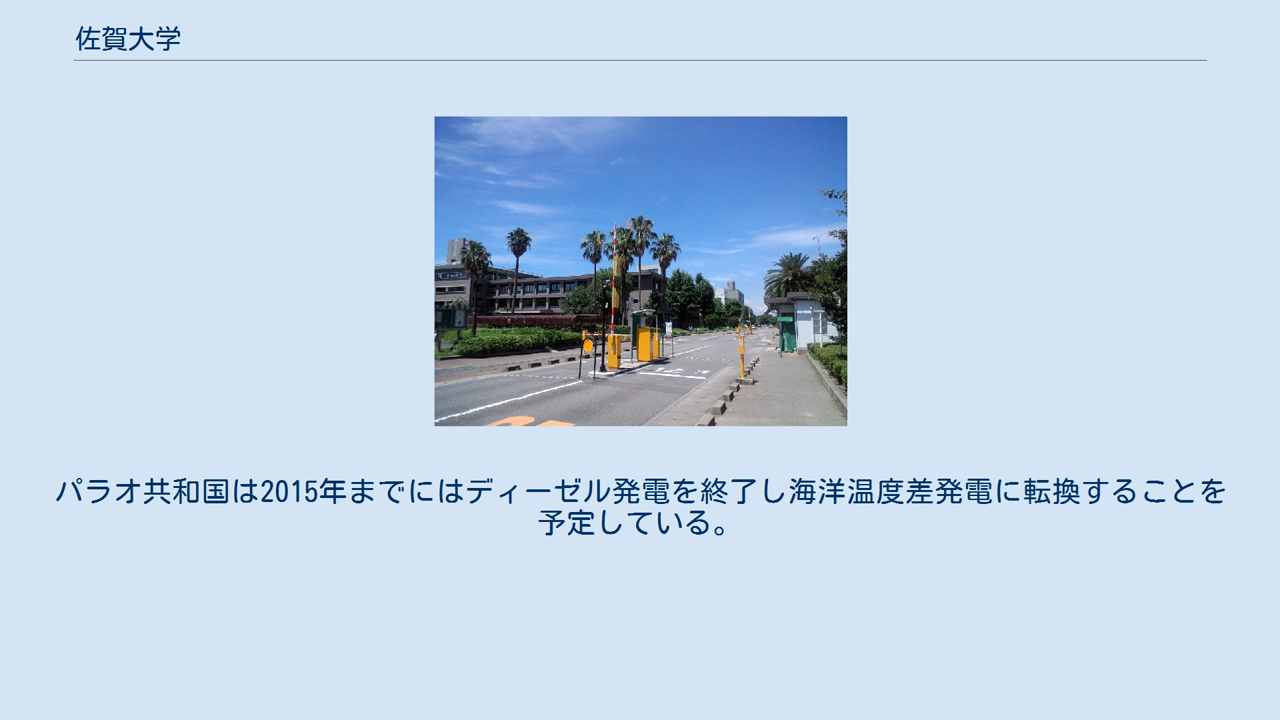 佐賀大学
パラオ共和国は2015年までにはディーゼル発電を終了し海洋温度差発電に転換することを
予定している。